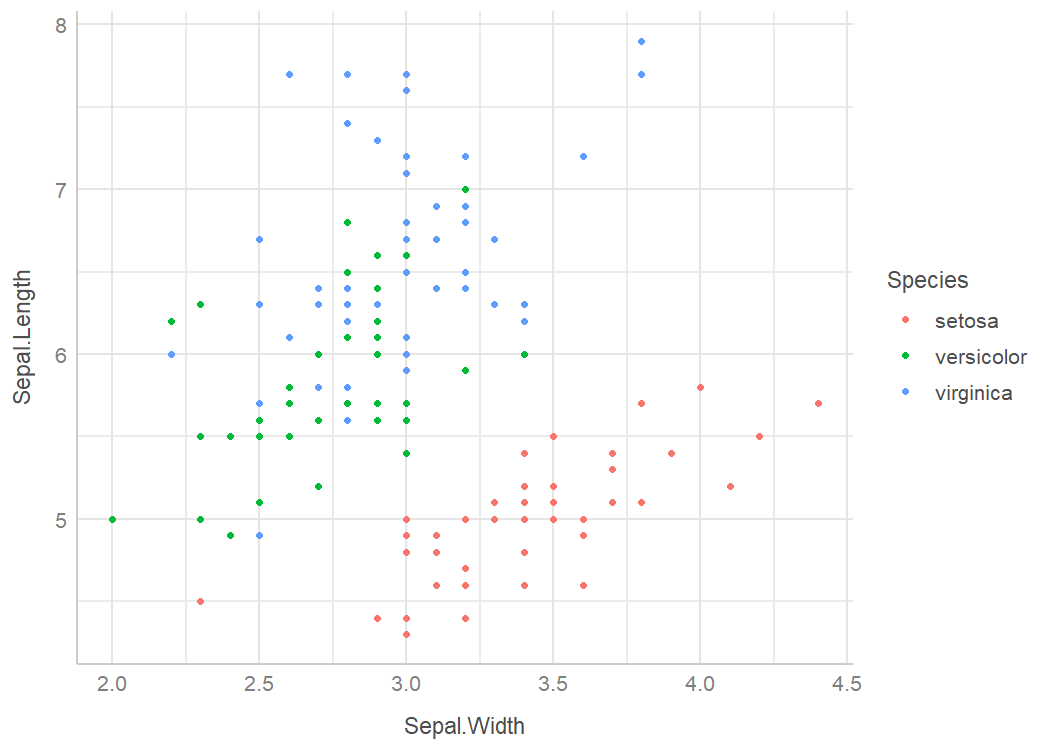 8
7
6
5
Sepal.Length
2.0 2.5 3.0 3.5 4.0 4.5
Sepal.Width
Species
setosa
versicolor
virginica